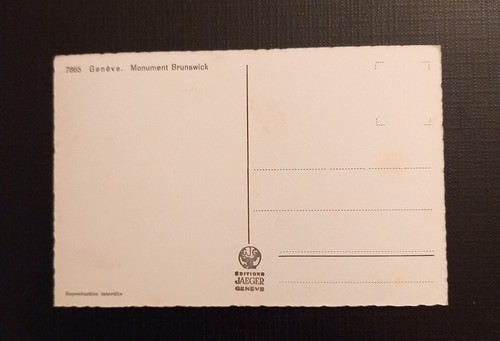 7865 Genève. Monument Brunswick
EDITIONS
JAEGER
GENÈVE
Reproduction interdite